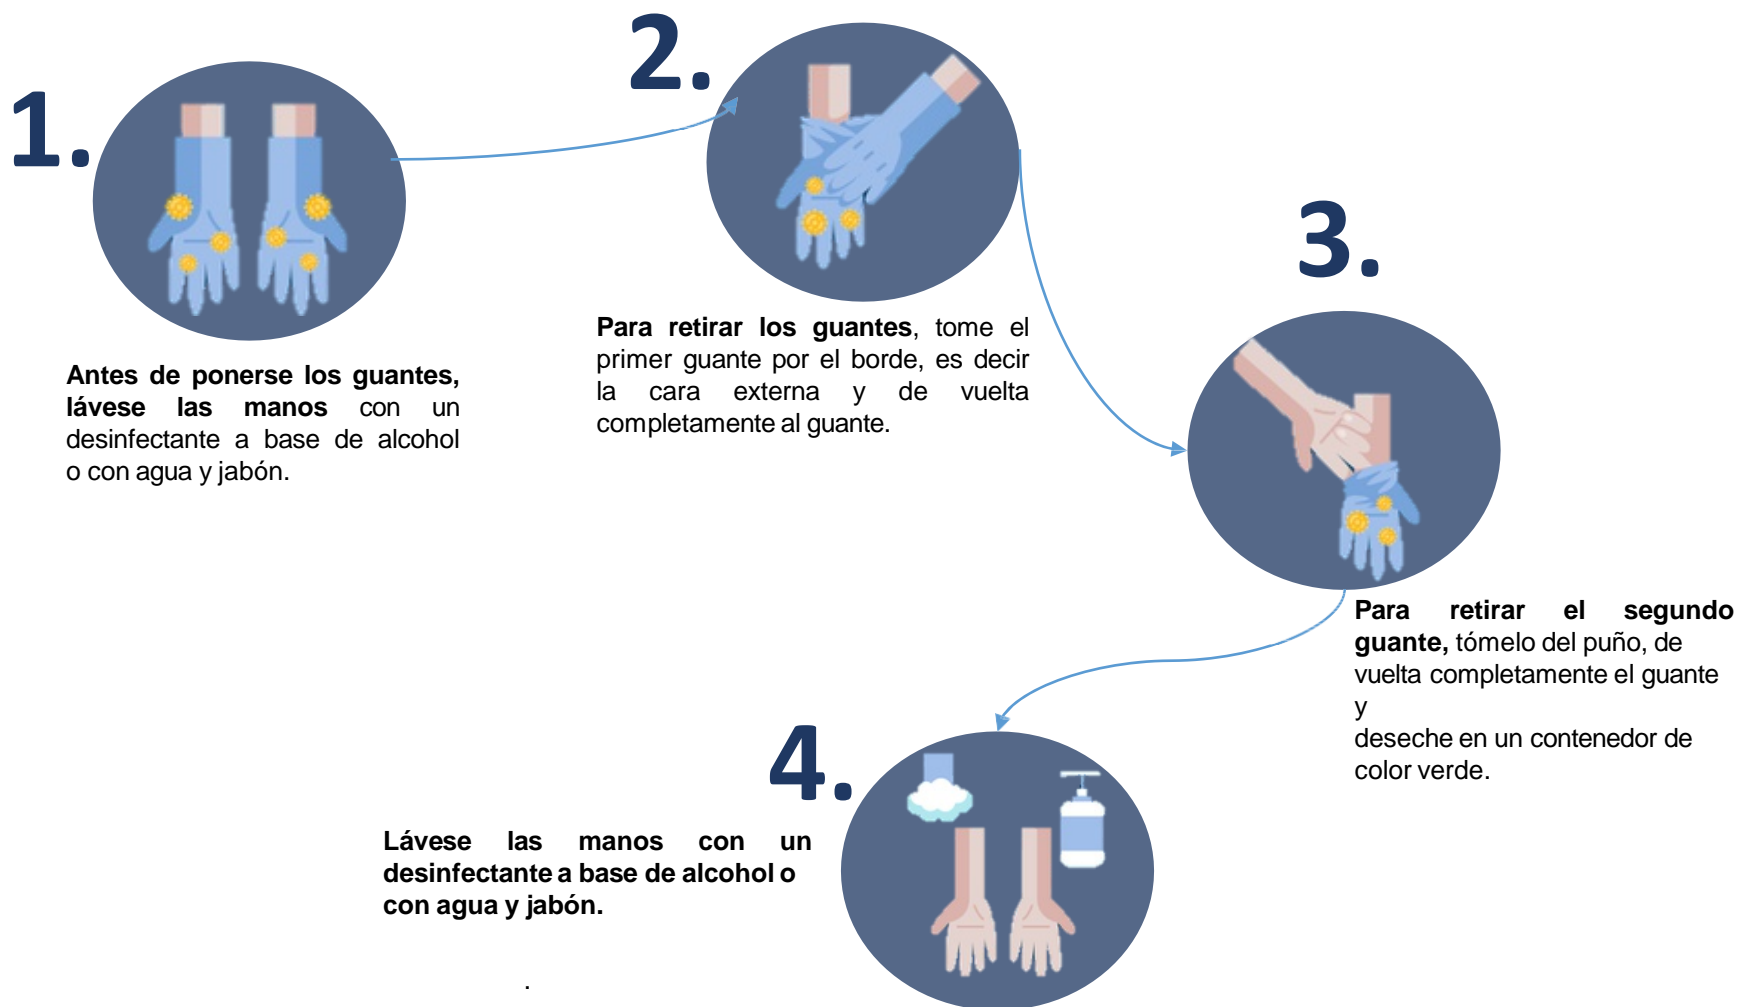 1.
Antes de ponerse los guantes,
lávese las manos con un
desinfectante a base de alcohol
o con agua y jabón.
2.
Para retirar los guantes, tome el
primer guante por el borde, es decir
la cara externa y de vuelta
completamente al guante.
3.
Para retirar el segundo
guante, tómelo del puño, de
vuelta completamente el guante
y
deseche en un contenedor de
color verde.
4.
Lávese las manos con un
desinfectante a base de alcohol o
con agua y jabón.
.